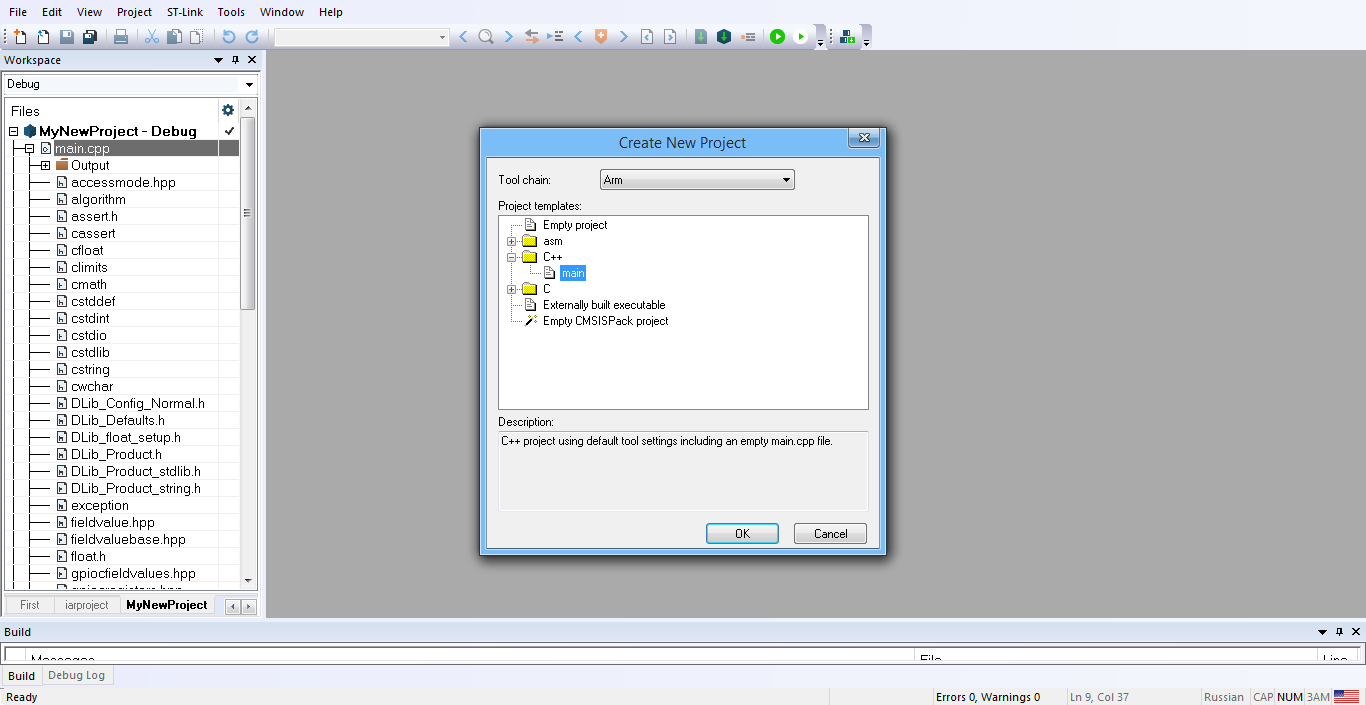 File Edit View Project ST-Link Tools Window Help
Workspace
Debug
Files
MyNewProject - Debug
main.cpp
Output
accessmode.hpp
algorithm
assert.h
cassert
cfloat
climits
cmath
cstddef
cstdint
cstdio
cstdlib
cstring
cwchar
DLib_Config_Normal.h
DLib_Defaults.h
DLib_float_setup.h
DLib_Product.h
DLib_Product_stdlib.h
DLib_Product_string.h
exception
fieldvalue.hpp
fieldvaluebase.hpp
float.h
gpiocfieldvalues.hpp
First iarproject MyNewProject
Create New Project
Tool chain: Arm
Project templates:
Empty project
asm
C++
main
C
Externally built executable
Empty CMSISPack project
Description:
C++ project using default tool settings including an empty main.cpp file.
OK Cancel
Build
Messages File Line
Build Debug Log
Ready Errors 0, Warnings 0 Ln 9, Col 37 Russian CAP NUM